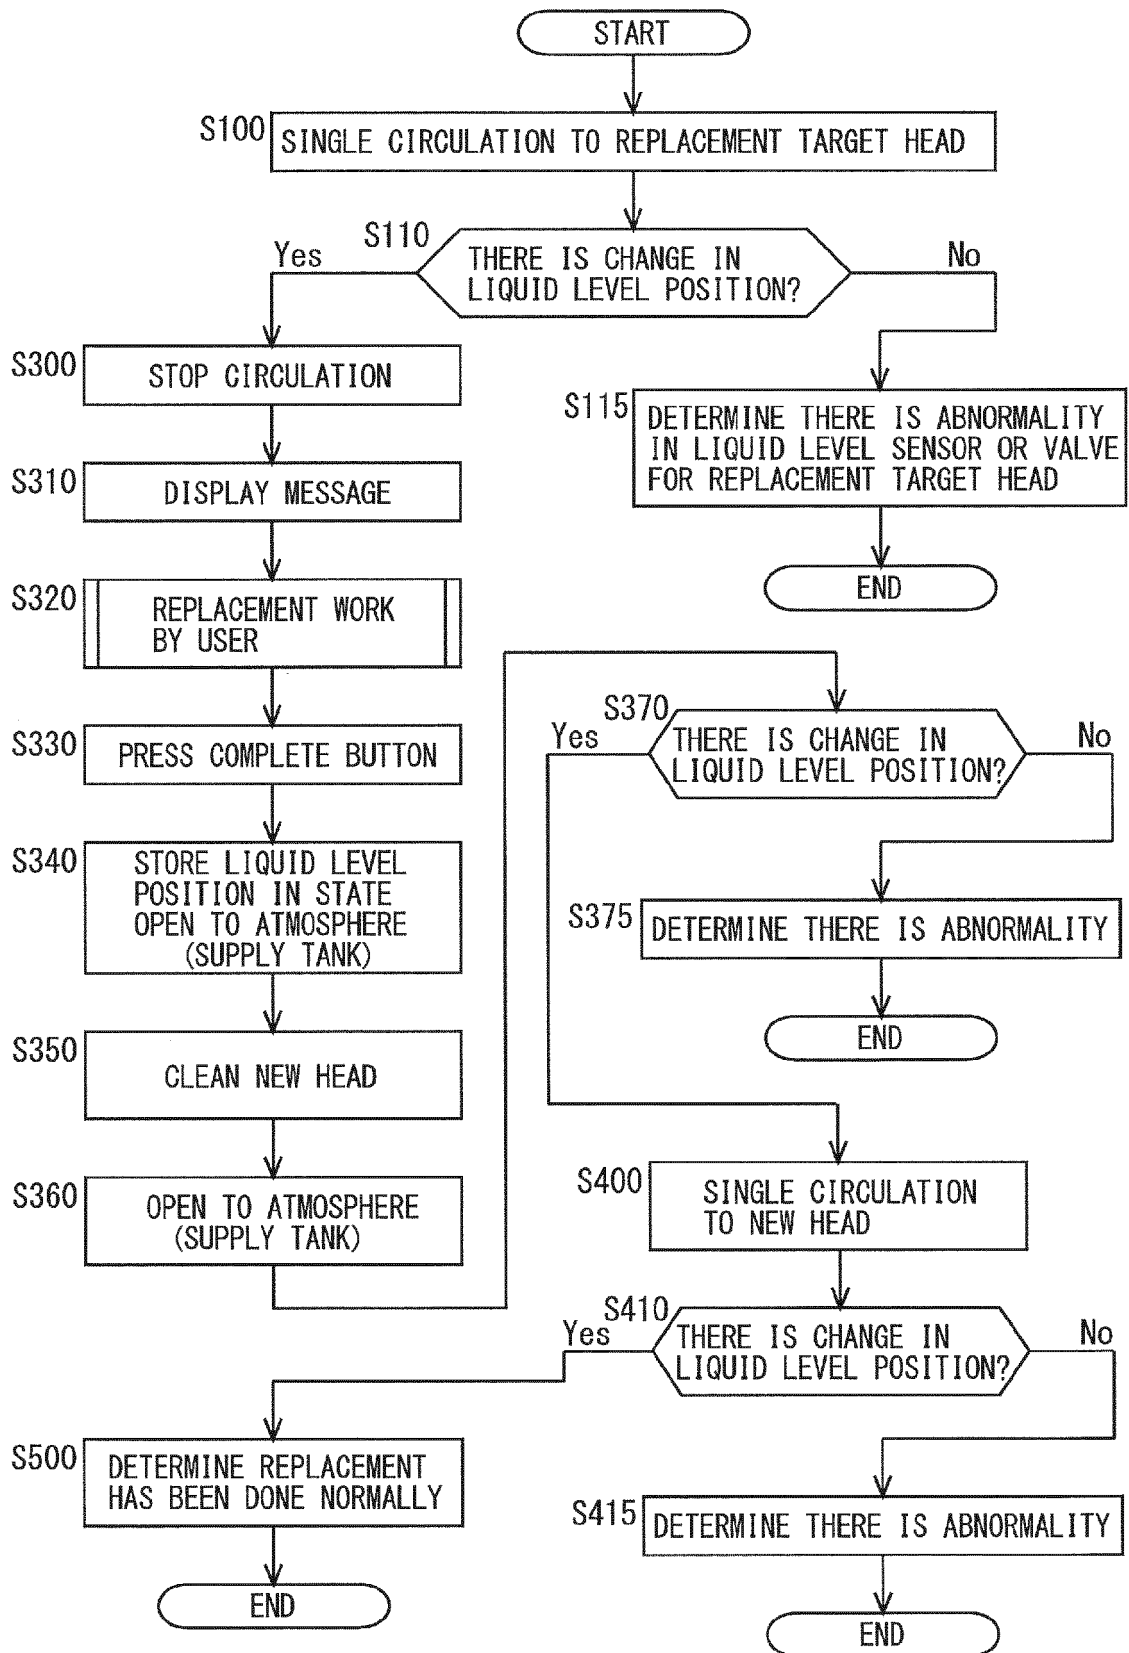 START
S100
SINGLE CIRCULATION TO REPLACEMENT TARGET HEAD
S110
THERE IS CHANGE IN
LIQUID LEVEL POSITION?
Yes
No
S300
STOP CIRCULATION
S115
DETERMINE THERE IS ABNORMALITY
IN LIQUID LEVEL SENSOR OR VALVE
FOR REPLACEMENT TARGET HEAD
END
S310
DISPLAY MESSAGE
S320
REPLACEMENT WORK
BY USER
S330
PRESS COMPLETE BUTTON
S340
STORE LIQUID LEVEL
POSITION IN STATE
OPEN TO ATMOSPHERE
(SUPPLY TANK)
S350
CLEAN NEW HEAD
S360
OPEN TO ATMOSPHERE
(SUPPLY TANK)
S370
THERE IS CHANGE IN
LIQUID LEVEL POSITION?
Yes
No
S375
DETERMINE THERE IS ABNORMALITY
END
S400
SINGLE CIRCULATION
TO NEW HEAD
S410
THERE IS CHANGE IN
LIQUID LEVEL POSITION?
Yes
No
S500
DETERMINE REPLACEMENT
HAS BEEN DONE NORMALLY
END
S415
DETERMINE THERE IS ABNORMALITY
END